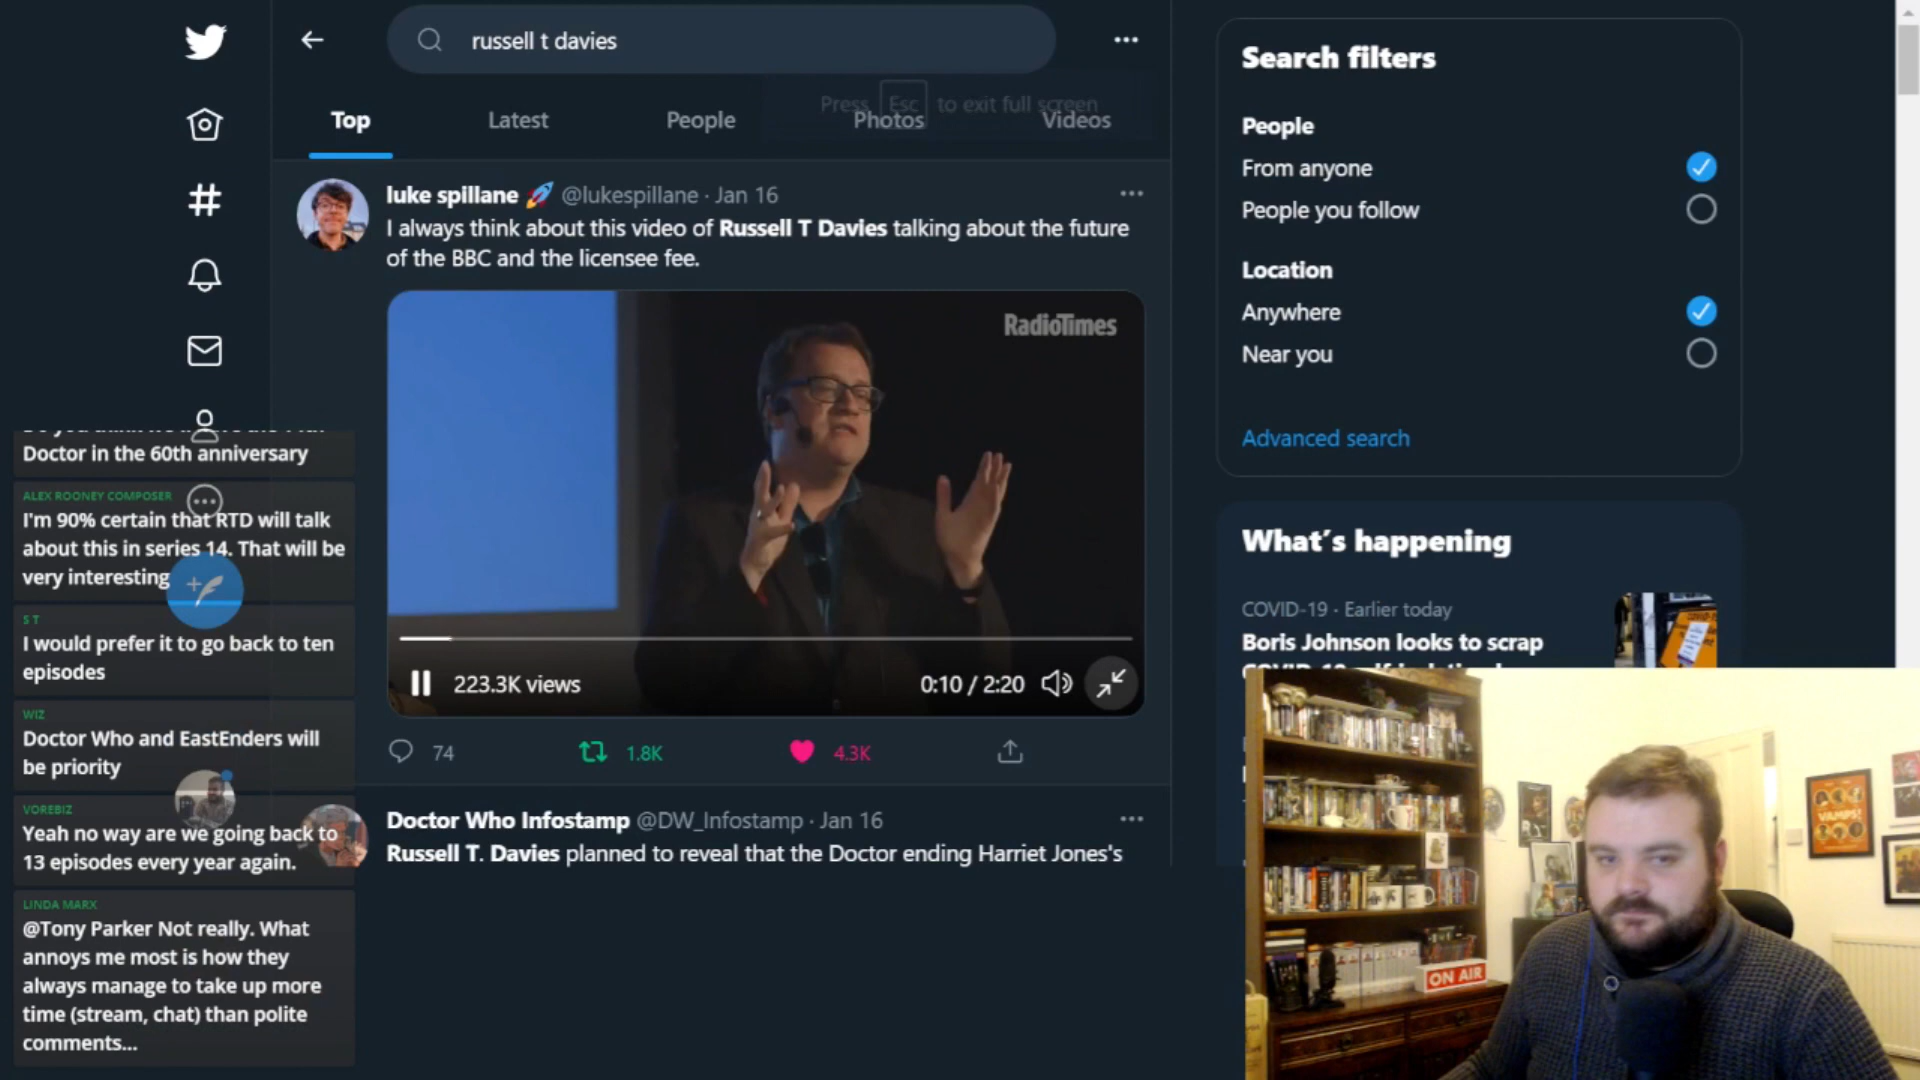 russell t davies
Press Esc to exit full screen
Top
Latest
People
Photos
Videos
luke spillane 🚀 @lukespillane · Jan 16
I always think about this video of Russell T Davies talking about the future
of the BBC and the licensee fee.
RadioTimes
223.3K views
0:10 / 2:20
74
1.8K
4.3K
Doctor Who Infostamp @DW_Infostamp · Jan 16
Russell T. Davies planned to reveal that the Doctor ending Harriet Jones's
Search filters
People
From anyone
People you follow
Location
Anywhere
Near you
Advanced search
What's happening
COVID-19 · Earlier today
Boris Johnson looks to scrap
Doctor in the 60th anniversary
ALEX ROONEY COMPOSER
I'm 90% certain that RTD will talk
about this in series 14. That will be
very interesting
S T
I would prefer it to go back to ten
episodes
WIZ
Doctor Who and EastEnders will
be priority
VOREBIZ
Yeah no way are we going back to
13 episodes every year again.
LINDA MARX
@Tony Parker Not really. What
annoys me most is how they
always manage to take up more
time (stream, chat) than polite
comments...
ON AIR
VAMPS!